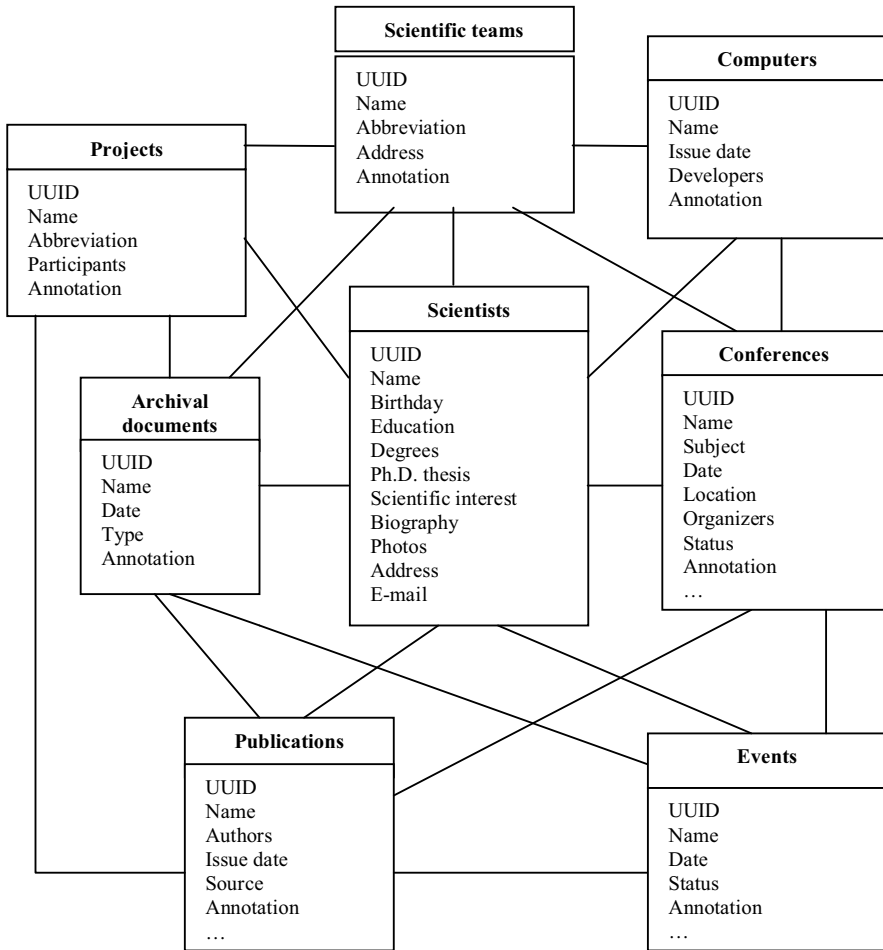 Scientific teams
UUID
Name
Abbreviation
Address
Annotation
Computers
UUID
Name
Issue date
Developers
Annotation
Projects
UUID
Name
Abbreviation
Participants
Annotation
Scientists
UUID
Name
Birthday
Education
Degrees
Ph.D. thesis
Scientific interest
Biography
Photos
Address
E-mail
Conferences
UUID
Name
Subject
Date
Location
Organizers
Status
Annotation
…
Archival
documents
UUID
Name
Date
Type
Annotation
Publications
UUID
Name
Authors
Issue date
Source
Annotation
…
Events
UUID
Name
Date
Status
Annotation
…